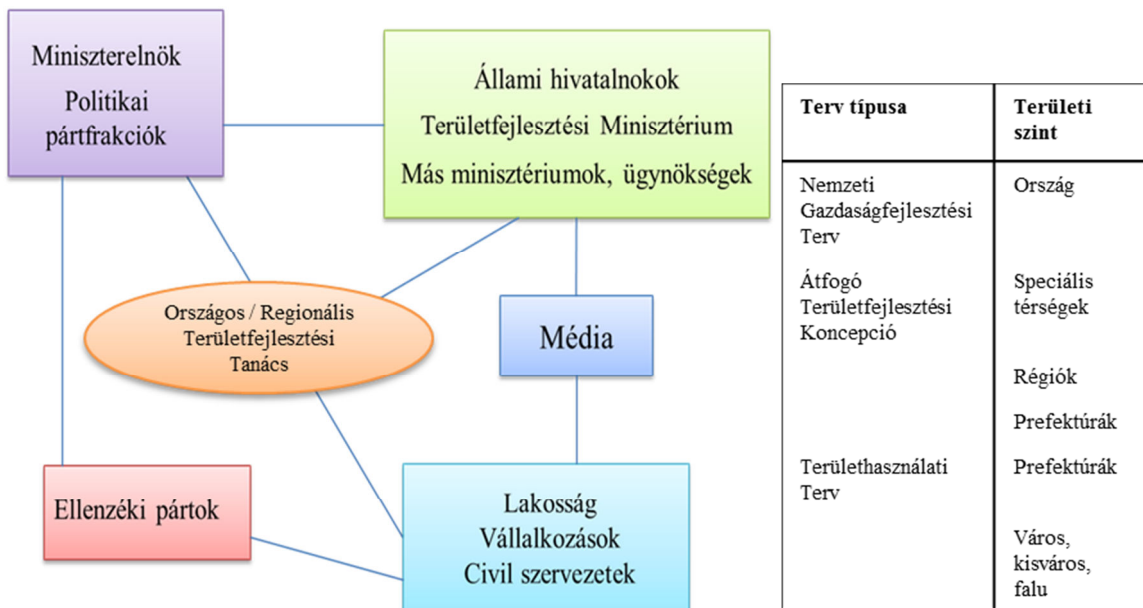 Miniszterelnök
Politikai
pártfrakciók
Állami hivatalnokok
Területfejlesztési Minisztérium
Más minisztériumok, ügynökségek
Országos / Regionális
Területfejlesztési
Tanács
Média
Ellenzéki pártok
Lakosság
Vállalkozások
Civil szervezetek
Terv típusa
Területi
szint
Nemzeti
Gazdaságfejlesztési
Terv
Ország
Átfogó
Területfejlesztési
Koncepció
Speciális
térségek
Régiók
Prefektúrák
Területhasználati
Terv
Prefektúrák
Város,
kisváros,
falu